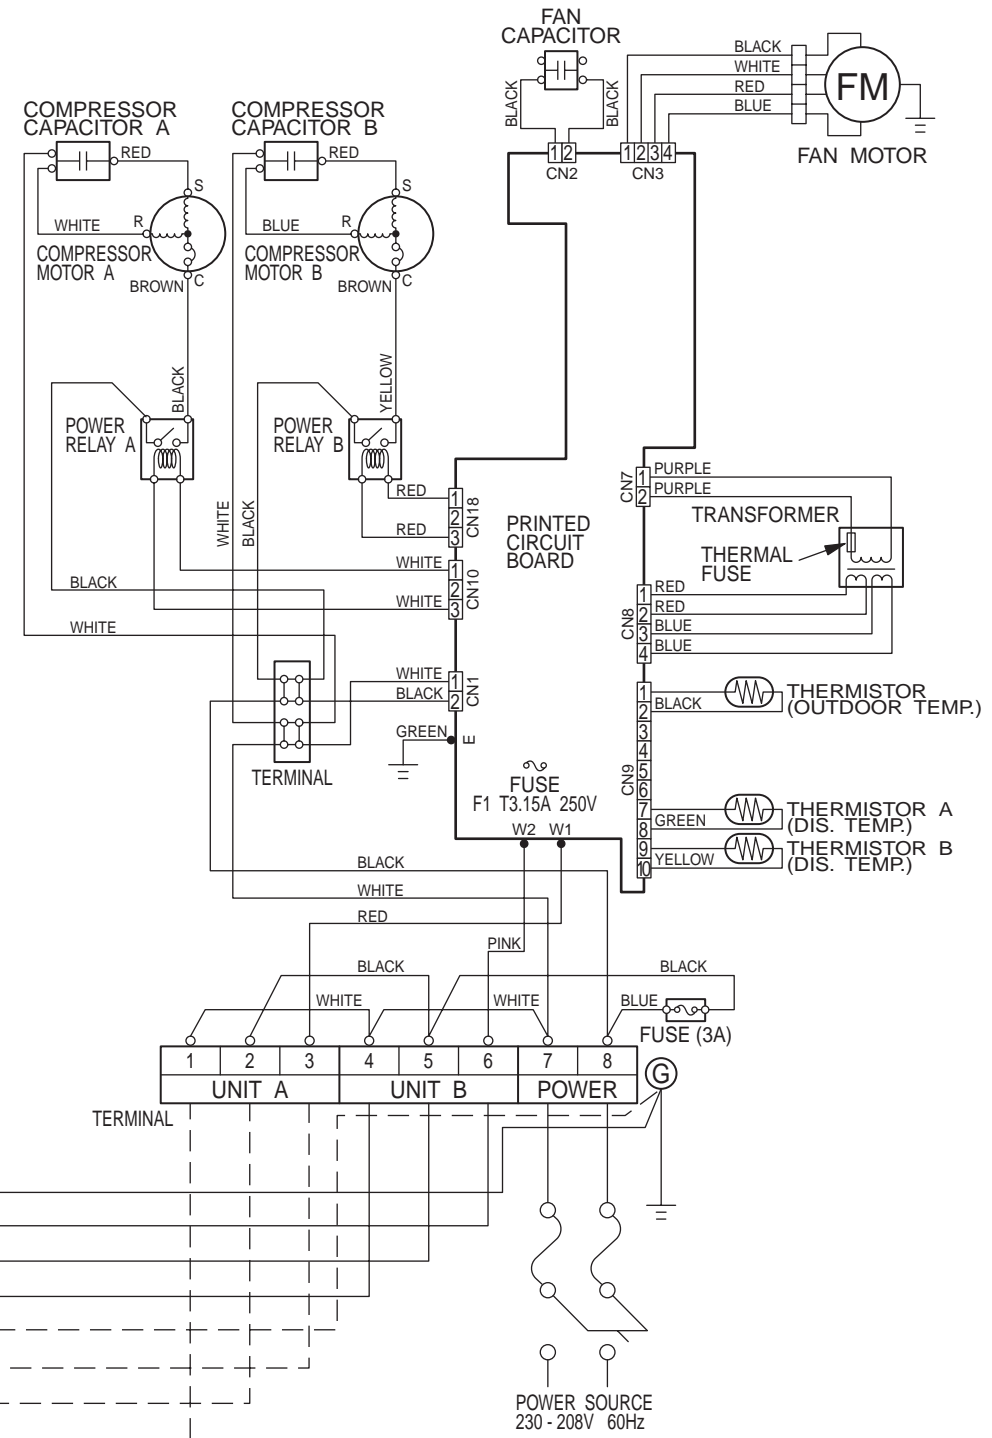 FAN
CAPACITOR
BLACK
BLACK
1 2
CN2
BLACK
WHITE
RED
BLUE
FM
FAN MOTOR
1 2 3 4
CN3
COMPRESSOR
CAPACITOR A
RED
S
WHITE
R
COMPRESSOR
MOTOR A
BROWN
C
BLACK
COMPRESSOR
CAPACITOR B
RED
S
BLUE
R
COMPRESSOR
MOTOR B
BROWN
C
YELLOW
POWER
RELAY A
POWER
RELAY B
WHITE
BLACK
RED
RED
1
2
3
CN18
WHITE
WHITE
1
2
3
CN10
BLACK
WHITE
WHITE
BLACK
1
2
CN1
GREEN
E
TERMINAL
PRINTED
CIRCUIT
BOARD
FUSE
F1 T3.15A 250V
W2 W1
CN7
1
2
PURPLE
PURPLE
TRANSFORMER
THERMAL
FUSE
CN8
1
2
3
4
RED
RED
BLUE
BLUE
CN9
1
2
3
4
5
6
7
8
9
10
BLACK
THERMISTOR
(OUTDOOR TEMP.)
GREEN
THERMISTOR A
(DIS. TEMP.)
YELLOW
THERMISTOR B
(DIS. TEMP.)
BLACK
WHITE
RED
PINK
BLACK
BLACK
WHITE
WHITE
BLUE
FUSE (3A)
1 2 3 4 5 6 7 8
UNIT A UNIT B POWER
G
TERMINAL
POWER SOURCE
230 - 208V 60Hz